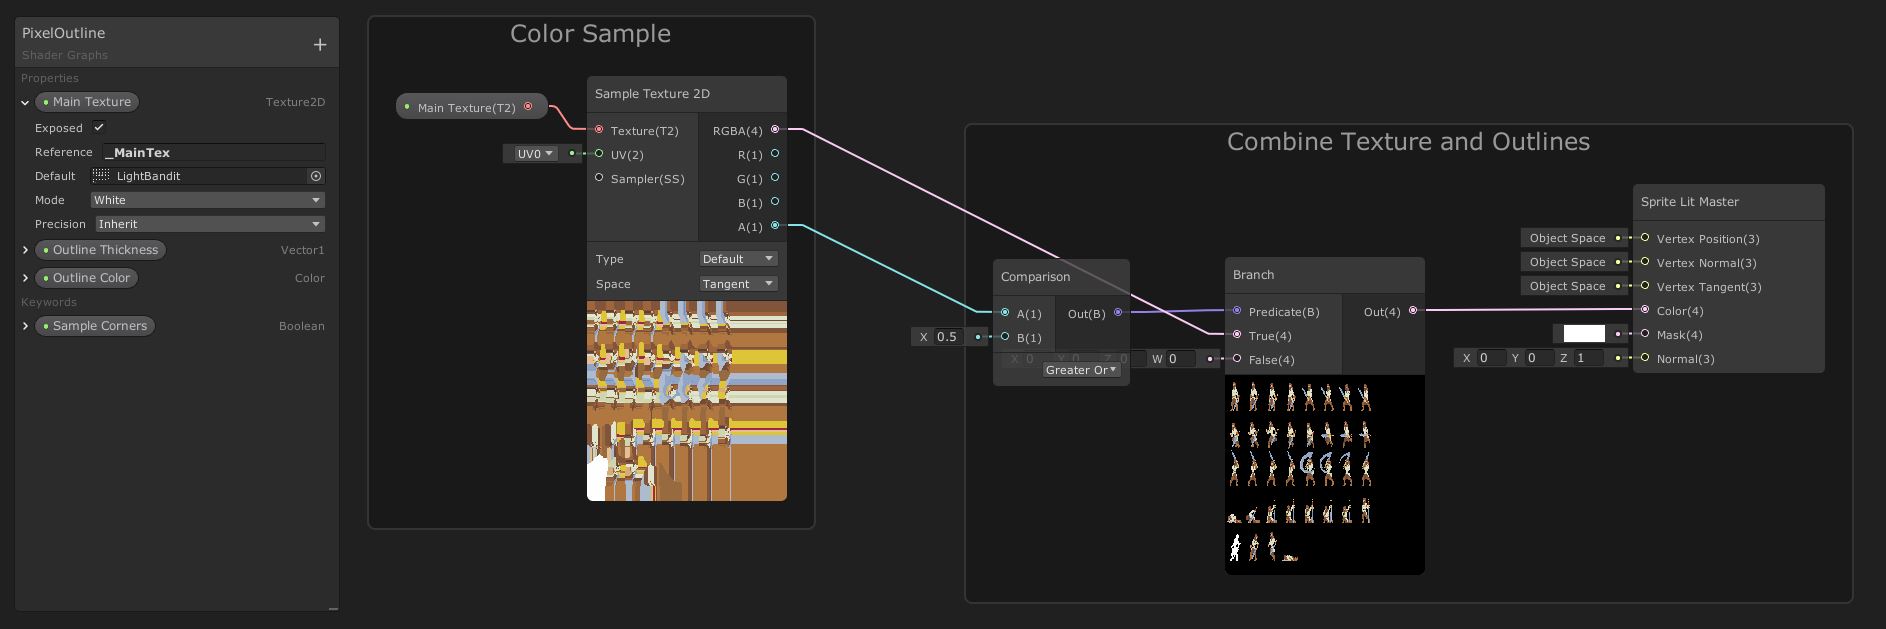 PixelOutline
+
Shader Graphs
Properties
Main Texture Texture2D
Exposed
Reference _MainTex
Default LightBandit
Mode White
Precision Inherit
Outline Thickness Vector1
Outline Color Color
Keywords
Sample Corners Boolean
Color Sample
Main Texture(T2)
Sample Texture 2D
Texture(T2) RGBA(4)
UV0 UV(2) R(1)
Sampler(SS) G(1)
B(1)
A(1)
Type Default
Space Tangent
Combine Texture and Outlines
Comparison
A(1) Out(B)
X 0.5 B(1)
Greater Or
X 0 Y 0 Z 0 W 0
Branch
Predicate(B) Out(4)
True(4)
False(4)
Sprite Lit Master
Object Space Vertex Position(3)
Object Space Vertex Normal(3)
Object Space Vertex Tangent(3)
Color(4)
Mask(4)
X 0 Y 0 Z 1 Normal(3)